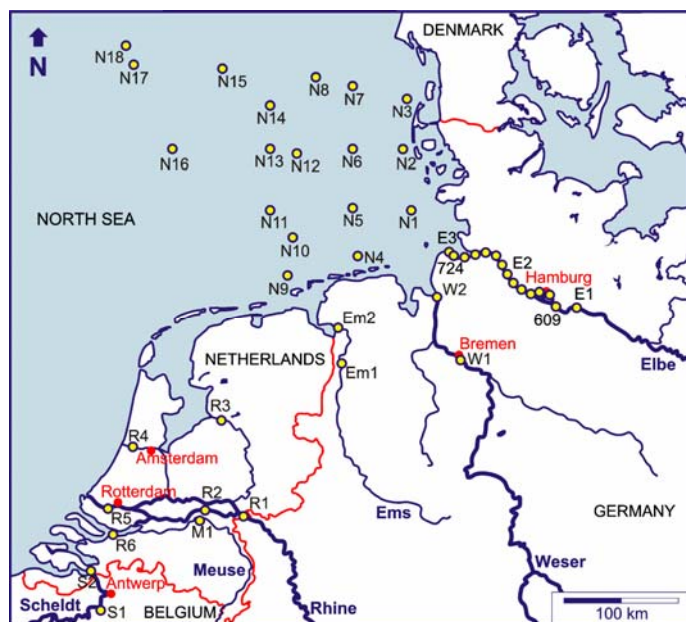 DENMARK
N
N18
N17
N15
N8
N7
N3
N14
N16
N13
N12
N6
N2
NORTH SEA
N11
N5
N1
N10
N4
E3
724
E2
Hamburg
E1
609
N9
W2
Elbe
Em2
Bremen
W1
NETHERLANDS
Em1
R3
R4
Amsterdam
Rotterdam
R2
R1
R5
M1
R6
Ems
GERMANY
Meuse
Weser
S2
Antwerp
Scheldt
S1
BELGIUM
Rhine
100 km